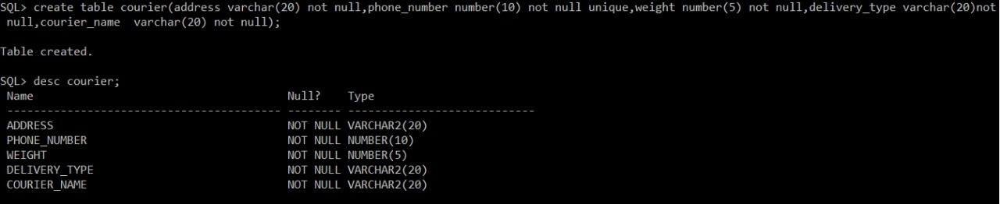 SQL> create table courier(address varchar(20) not null,phone_number number(10) not null unique,weight number(5) not null,delivery_type varchar(20)not
 null,courier_name  varchar(20) not null);
Table created.
SQL> desc courier;
Name Null? Type
----------------------------------------- -------- ----------------------------
ADDRESS NOT NULL VARCHAR2(20)
PHONE_NUMBER NOT NULL NUMBER(10)
WEIGHT NOT NULL NUMBER(5)
DELIVERY_TYPE NOT NULL VARCHAR2(20)
COURIER_NAME NOT NULL VARCHAR2(20)